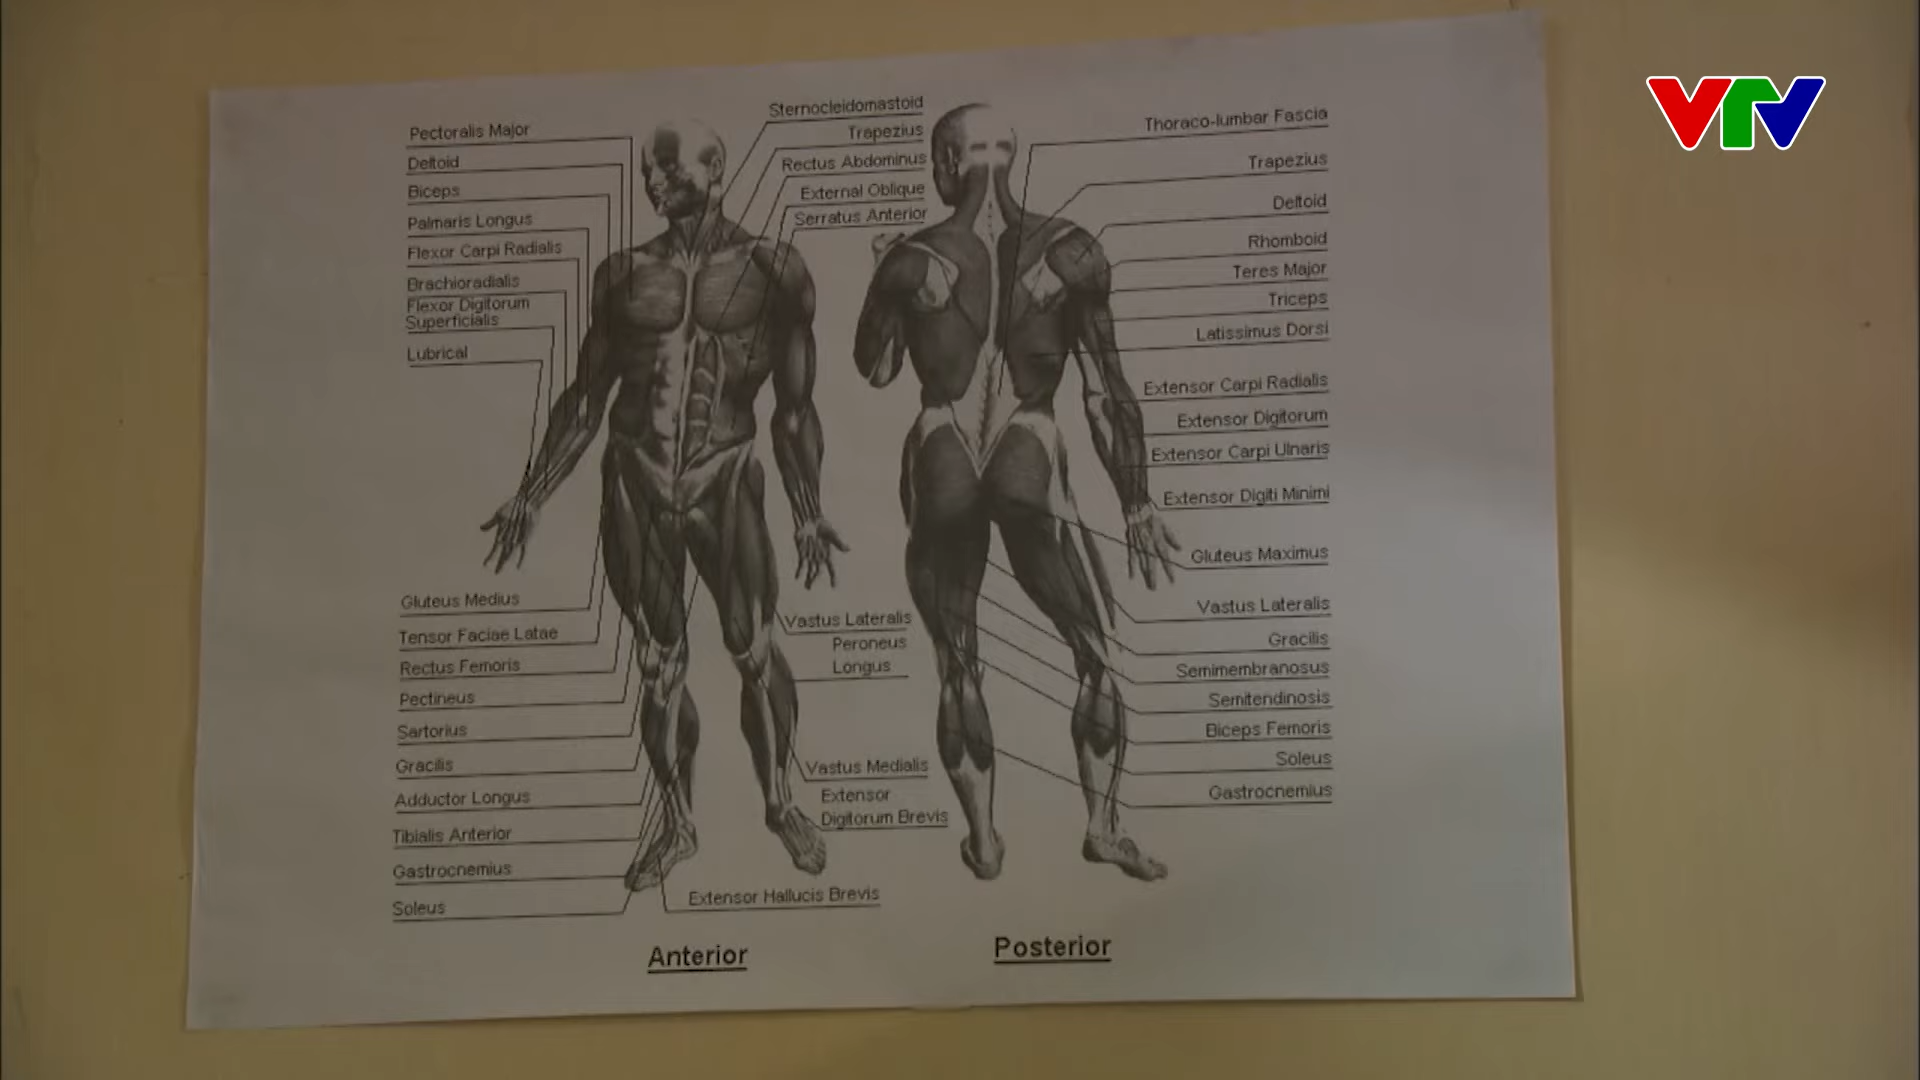 VTV
Pectoralis Major
Deltoid
Biceps
Palmaris Longus
Flexor Carpi Radialis
Brachioradialis
Flexor Digitorum
Superficialis
Lubrical
Gluteus Medius
Tensor Faciae Latae
Rectus Femoris
Pectineus
Sartorius
Gracilis
Adductor Longus
Tibialis Anterior
Gastrocnemius
Soleus
Sternocleidomastoid
Trapezius
Rectus Abdominus
External Oblique
Serratus Anterior
Vastus Lateralis
Peroneus
Longus
Vastus Medialis
Extensor
Digitorum Brevis
Extensor Hallucis Brevis
Anterior
Thoraco-lumbar Fascia
Trapezius
Deltoid
Rhomboid
Teres Major
Triceps
Latissimus Dorsi
Extensor Carpi Radialis
Extensor Digitorum
Extensor Carpi Ulnaris
Extensor Digiti Minimi
Gluteus Maximus
Vastus Lateralis
Gracilis
Semimembranosus
Semitendinosis
Biceps Femoris
Soleus
Gastrocnemius
Posterior